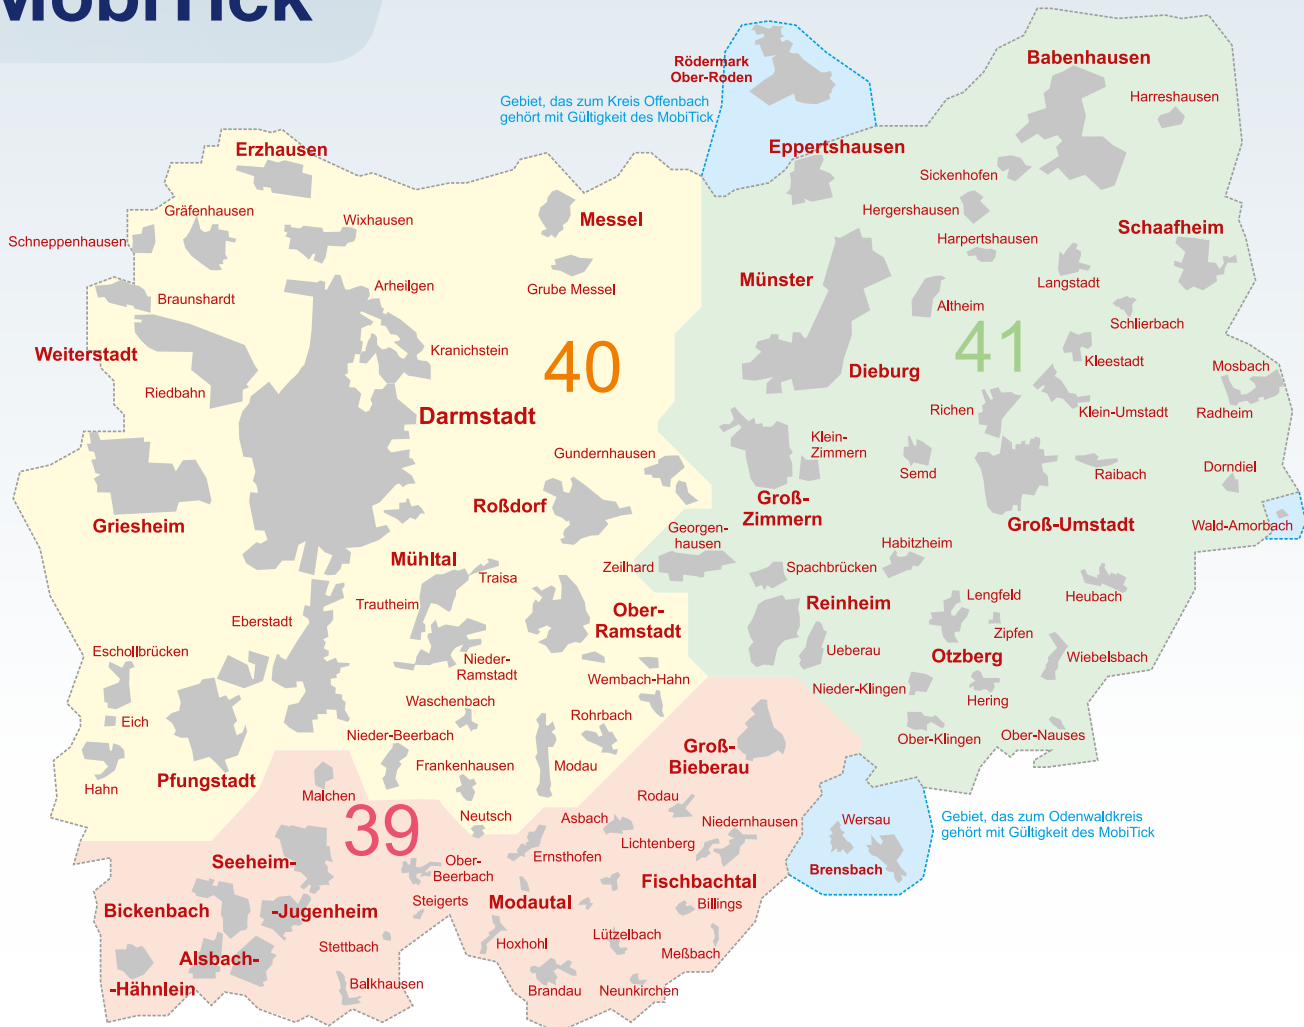 MobiTick
Rödermark
Ober-Roden
Gebiet, das zum Kreis Offenbach
gehört mit Gültigkeit des MobiTick
Babenhausen
Harreshausen
Erzhausen
Eppertshausen
Sickenhofen
Gräfenhausen
Wixhausen
Messel
Hergershausen
Schaafheim
Schneppenhausen
Harpertshausen
Grube Messel
Münster
Langstadt
Braunshardt
Arheilgen
Altheim
Schlierbach
Weiterstadt
Kranichstein
40
41
Kleestadt
Mosbach
Riedbahn
Dieburg
Darmstadt
Richen
Klein-Umstadt
Radheim
Gundernhausen
Klein-
Zimmern
Semd
Raibach
Dorndiel
Griesheim
Roßdorf
Groß-
Zimmern
Groß-Umstadt
Wald-Amorbach
Georgen-
hausen
Habitzheim
Mühltal
Traisa
Zeilhard
Spachbrücken
Trautheim
Ober-
Ramstadt
Reinheim
Lengfeld
Heubach
Eberstadt
Zipfen
Eschollbrücken
Nieder-
Ramstadt
Ueberau
Otzberg
Wiebelsbach
Wembach-Hahn
Nieder-Klingen
Hering
Eich
Waschenbach
Rohrbach
Nieder-Beerbach
Groß-
Bieberau
Ober-Klingen
Ober-Nauses
Hahn
Pfungstadt
Frankenhausen
Modau
Malchen
39
Neutsch
Asbach
Rodau
Niedernhausen
Wersau
Gebiet, das zum Odenwaldkreis
gehört mit Gültigkeit des MobiTick
Lichtenberg
Seeheim-
Ober-
Beerbach
Ernsthofen
Brensbach
Fischbachtal
Bickenbach
-Jugenheim
Steigerts
Modautal
Billings
Stettbach
Hoxhohl
Lützelbach
Meßbach
Alsbach-
-Hähnlein
Balkhausen
Brandau
Neunkirchen